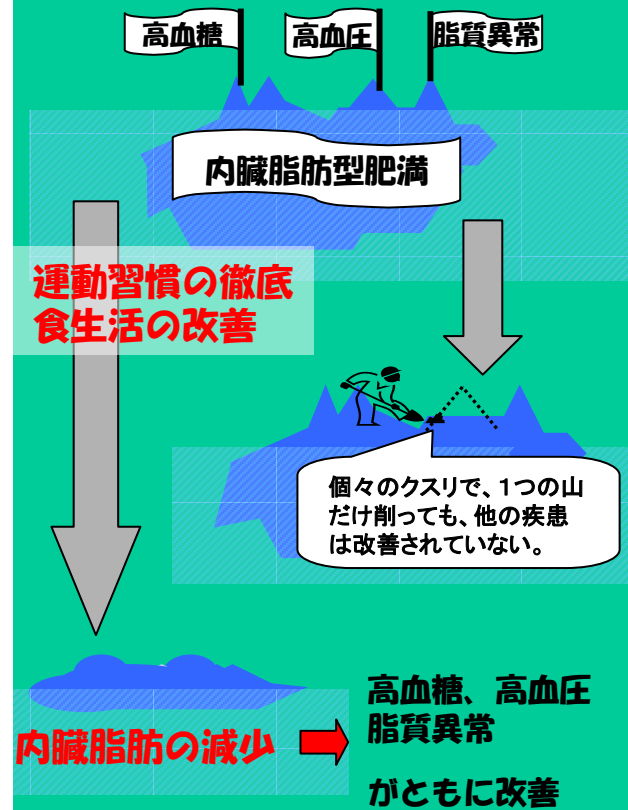 高血糖
高血圧
脂質異常
内臓脂肪型肥満
運動習慣の徹底
食生活の改善
個々のクスリで、1つの山
だけ削っても、他の疾患
は改善されていない。
内臓脂肪の減少
高血糖、高血圧
脂質異常
がともに改善